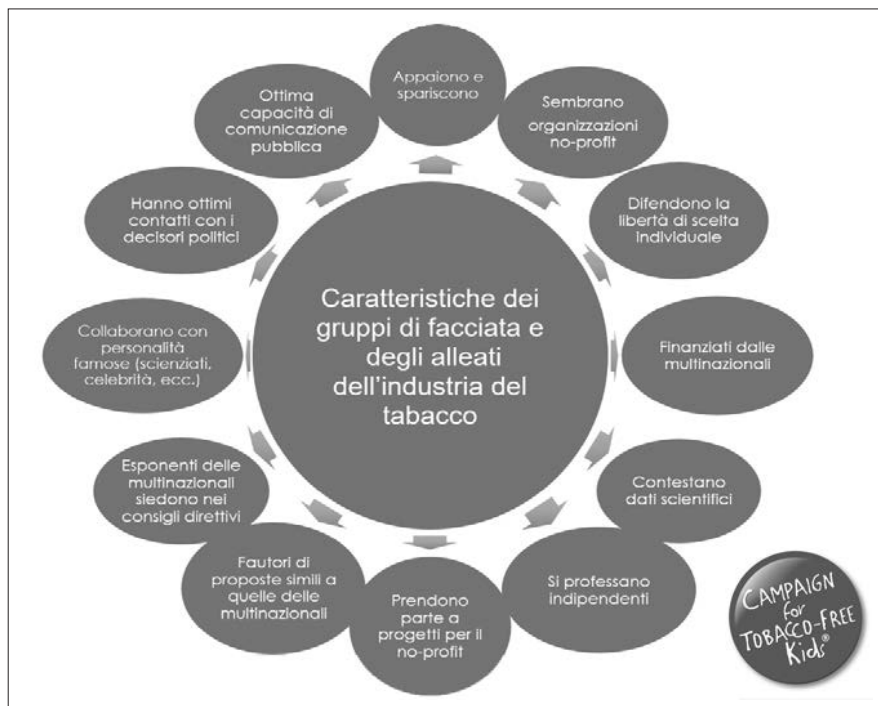 Caratteristiche dei
gruppi di facciata e
degli alleati
dell'industria del
tabacco
Appaiono e
spariscono
Sembrano
organizzazioni
no-profit
Difendono la
libertà di scelta
individuale
Finanziati dalle
multinazionali
Contestano
dati scientifici
Si professano
indipendenti
Prendono
parte a
progetti per il
no-profit
Fautori di
proposte simili a
quelle delle
multinazionali
Esponenti delle
multinazionali
siedono nei
consigli direttivi
Collaborano con
personalità
famose (scienziati,
celebrità, ecc.)
Hanno ottimi
contatti con i
decisori politici
Ottima
capacità di
comunicazione
pubblica
CAMPAIGN
for
TOBACCO-FREE
Kids®